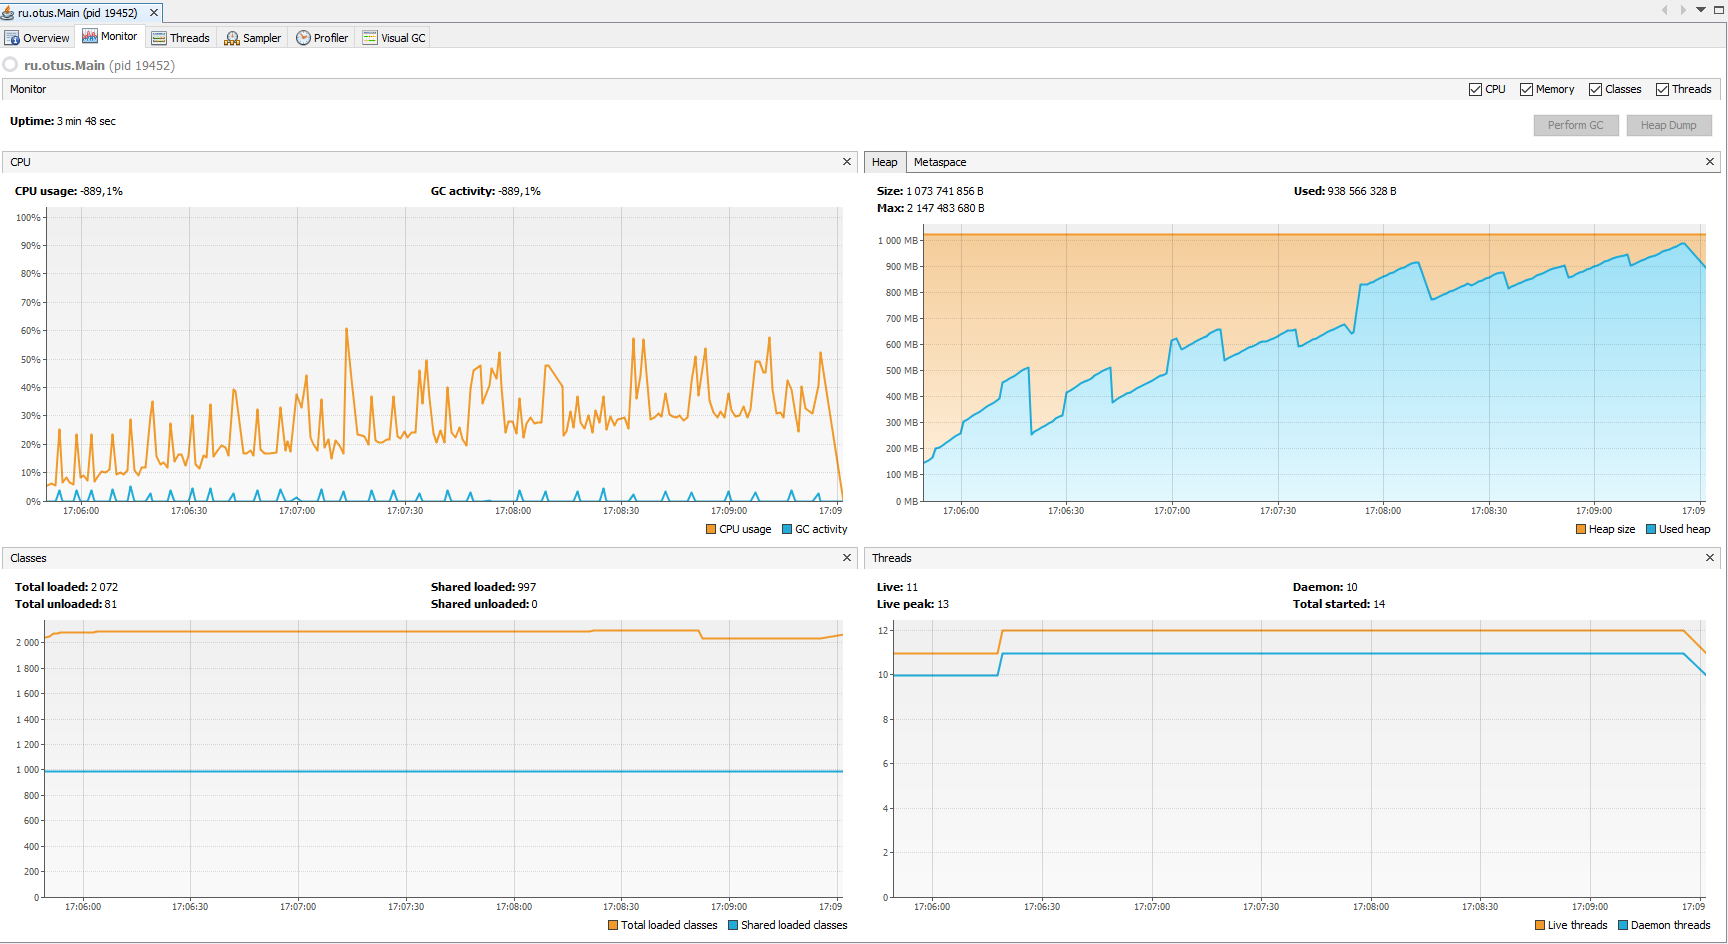 ru.otus.Main (pid 19452)
Overview Monitor Threads Sampler Profiler Visual GC
ru.otus.Main (pid 19452)
Monitor CPU Memory Classes Threads
Uptime: 3 min 48 sec
Perform GC Heap Dump
CPU
CPU usage: -889,1% GC activity: -889,1%
100%
90%
80%
70%
60%
50%
40%
30%
20%
10%
0%
17:06:00 17:06:30 17:07:00 17:07:30 17:08:00 17:08:30 17:09:00 17:09
CPU usage GC activity
Heap Metaspace
Size: 1 073 741 856 B Used: 938 566 328 B
Max: 2 147 483 680 B
1 000 MB
900 MB
800 MB
700 MB
600 MB
500 MB
400 MB
300 MB
200 MB
100 MB
0 MB
17:06:00 17:06:30 17:07:00 17:07:30 17:08:00 17:08:30 17:09:00 17:09
Heap size Used heap
Classes
Total loaded: 2 072 Shared loaded: 997
Total unloaded: 81 Shared unloaded: 0
2 000
1 800
1 600
1 400
1 200
1 000
800
600
400
200
0
17:06:00 17:06:30 17:07:00 17:07:30 17:08:00 17:08:30 17:09:00 17:09
Total loaded classes Shared loaded classes
Threads
Live: 11 Daemon: 10
Live peak: 13 Total started: 14
12
10
8
6
4
2
0
17:06:00 17:06:30 17:07:00 17:07:30 17:08:00 17:08:30 17:09:00 17:09
Live threads Daemon threads